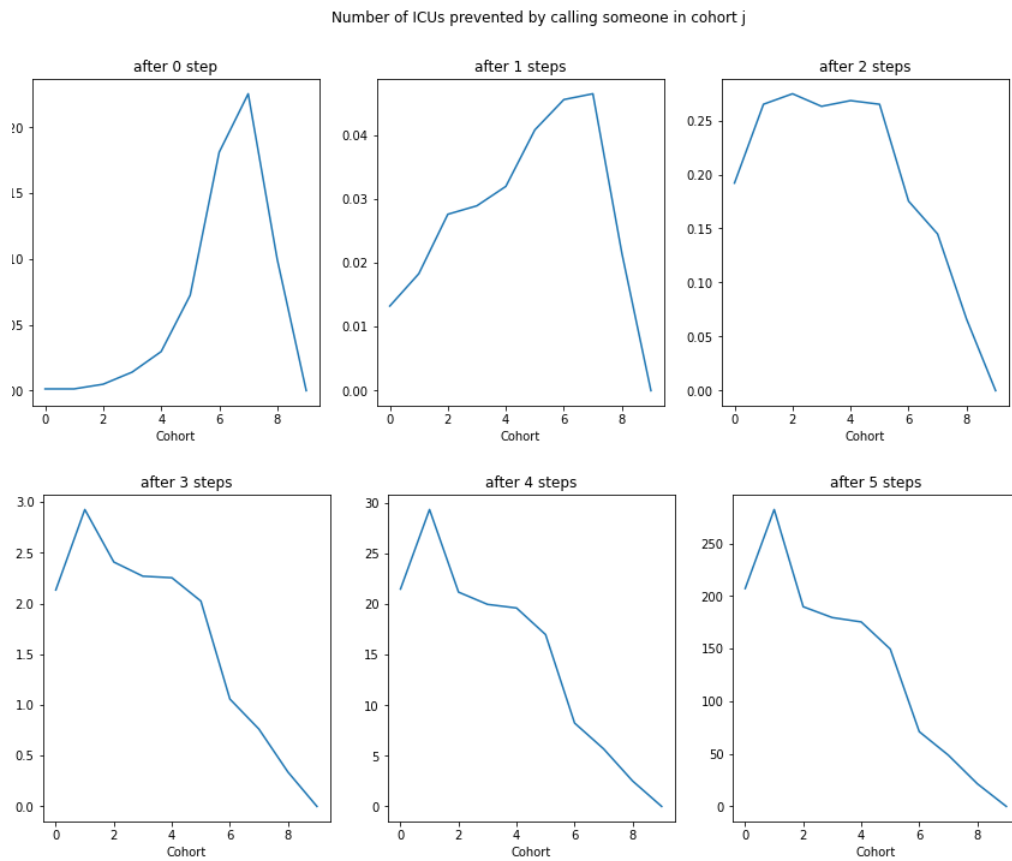 Number of ICUs prevented by calling someone in cohort j
after 0 step
after 1 steps
after 2 steps
20
15
10
05
00
0 2 4 6 8
Cohort
0.04
0.03
0.02
0.01
0.00
0 2 4 6 8
Cohort
0.25
0.20
0.15
0.10
0.05
0.00
0 2 4 6 8
Cohort
after 3 steps
after 4 steps
after 5 steps
3.0
2.5
2.0
1.5
1.0
0.5
0.0
0 2 4 6 8
Cohort
30
25
20
15
10
5
0
0 2 4 6 8
Cohort
250
200
150
100
50
0
0 2 4 6 8
Cohort